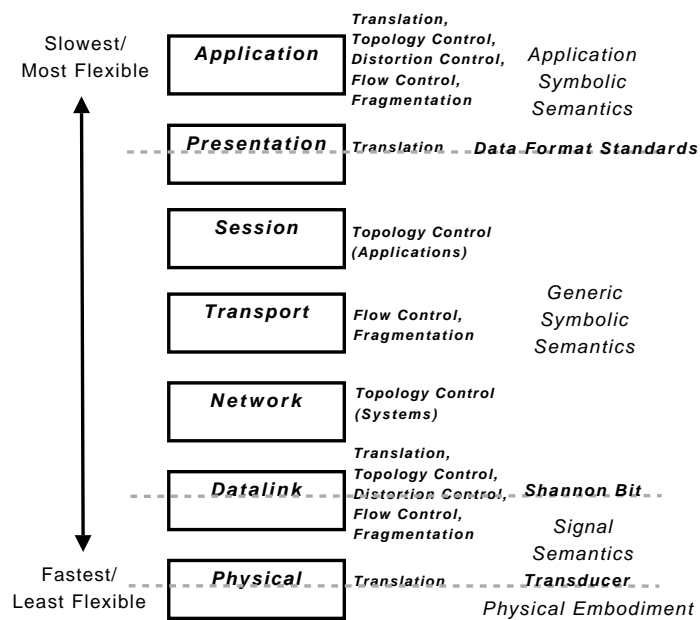 Slowest/
Most Flexible
Application
Translation,
Topology Control,
Distortion Control,
Flow Control,
Fragmentation
Application
Symbolic
Semantics
Presentation
Translation
Data Format Standards
Session
Topology Control
(Applications)
Transport
Flow Control,
Fragmentation
Generic
Symbolic
Semantics
Network
Topology Control
(Systems)
Datalink
Translation,
Topology Control,
Distortion Control,
Flow Control,
Fragmentation
Shannon Bit
Signal
Semantics
Fastest/
Least Flexible
Physical
Translation
Transducer
Physical Embodiment